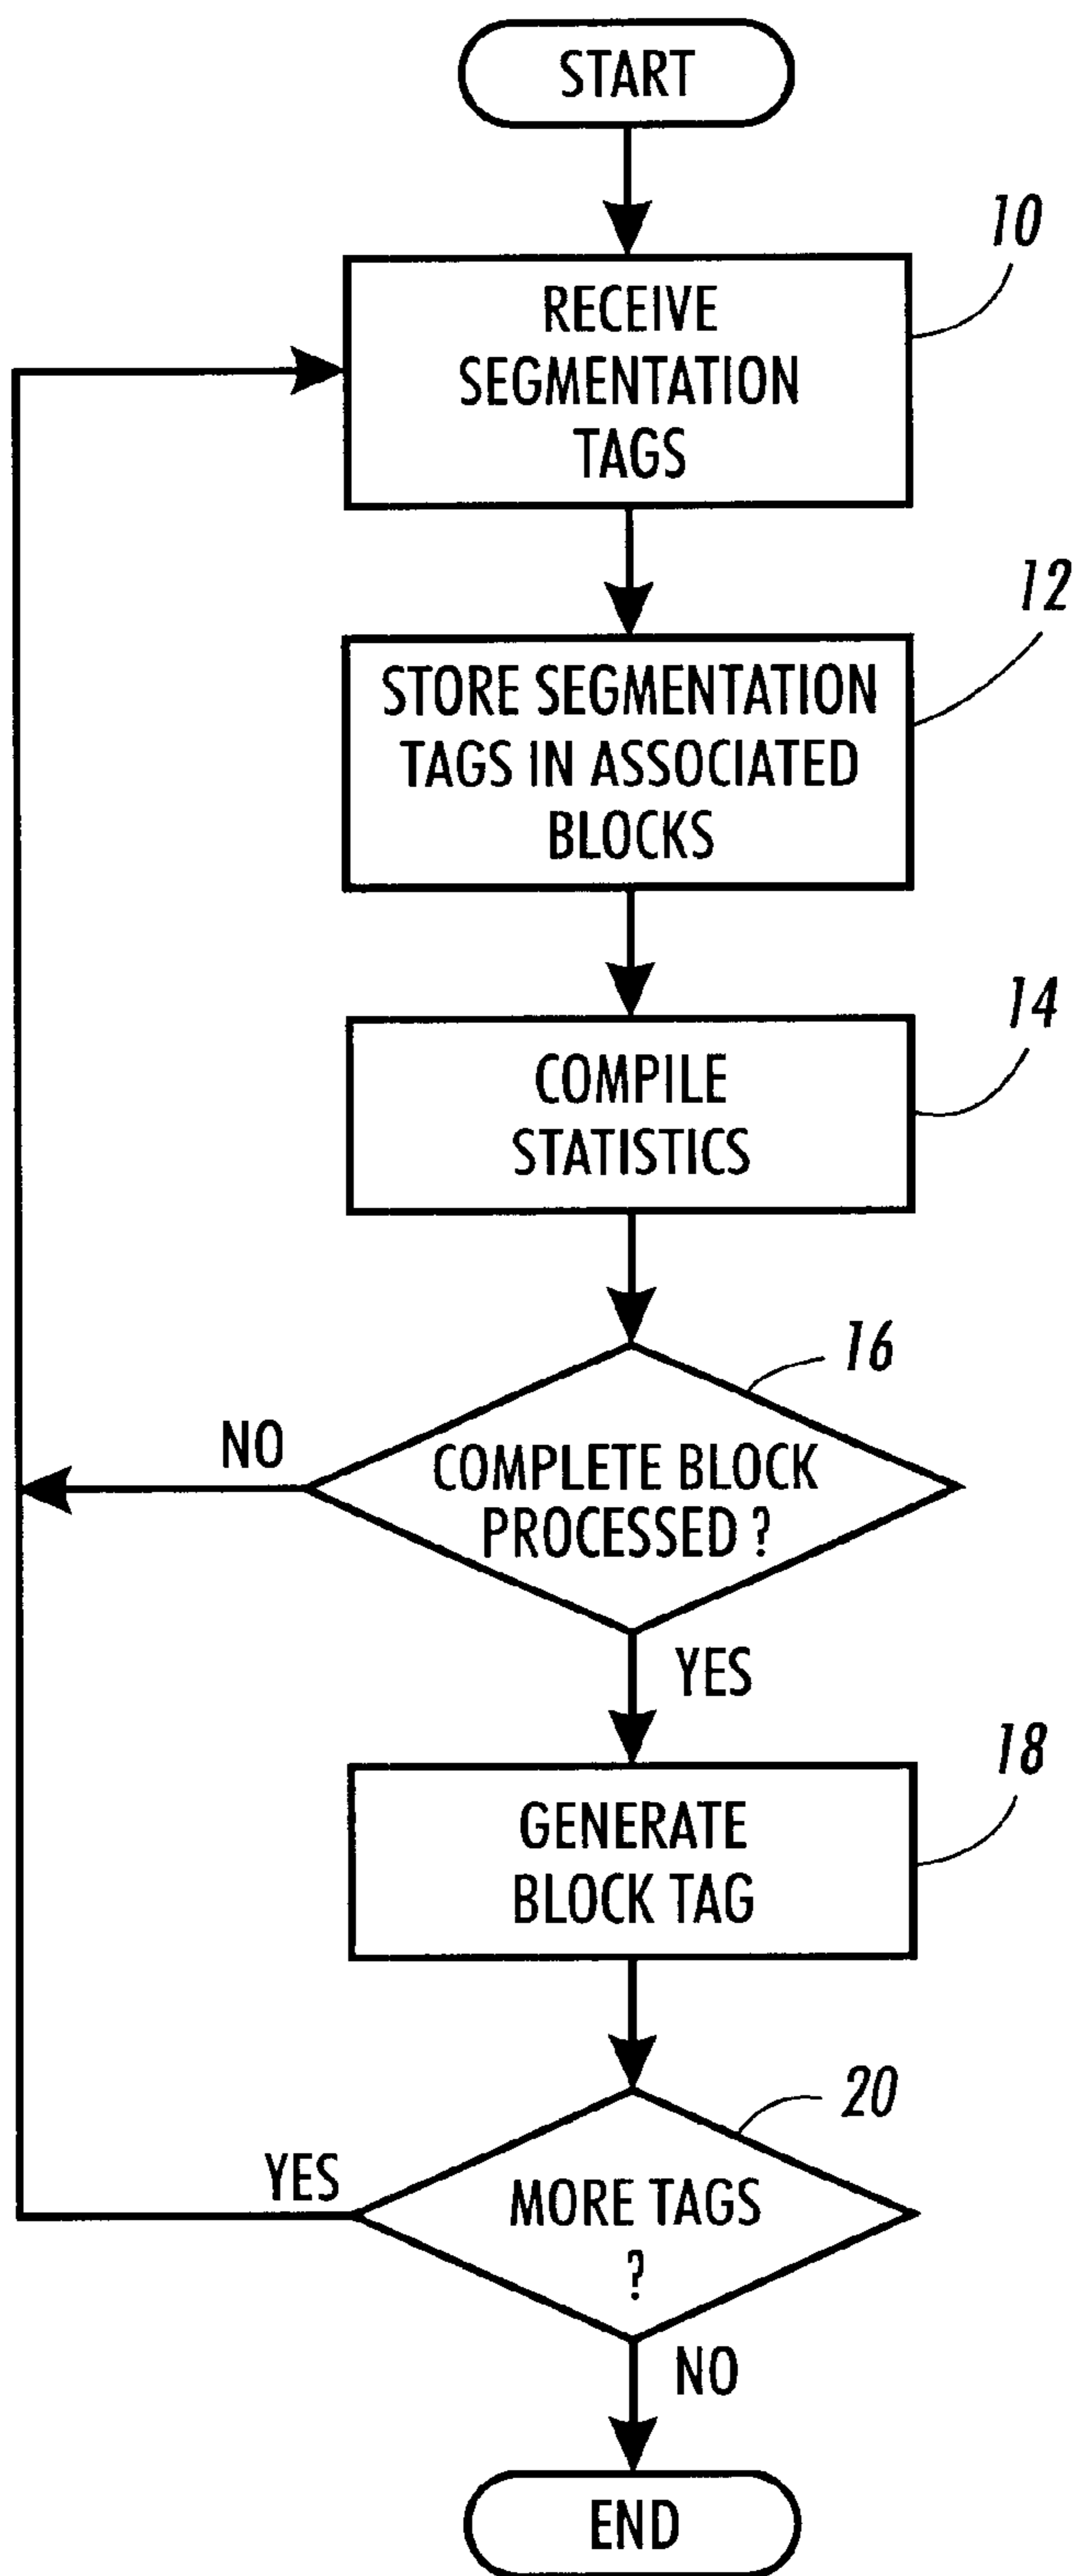 START
10
RECEIVE
SEGMENTATION
TAGS
12
STORE SEGMENTATION
TAGS IN ASSOCIATED
BLOCKS
14
COMPILE
STATISTICS
16
NO
COMPLETE BLOCK
PROCESSED ?
YES
18
GENERATE
BLOCK TAG
20
YES
MORE TAGS
?
NO
END